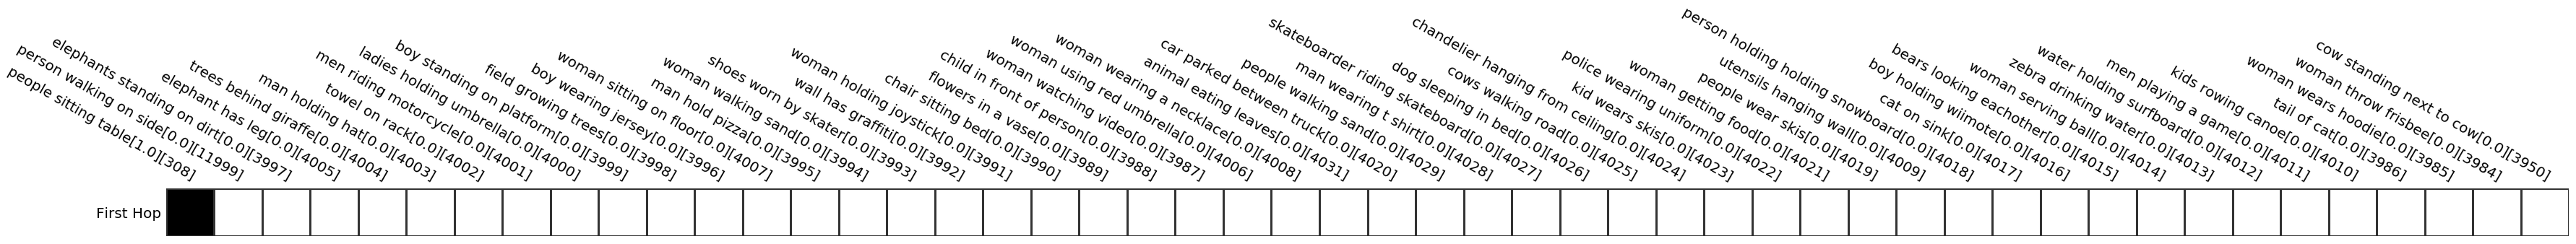 people sitting table[1.0][308]
person walking on side[0.0][11999]
elephants standing on dirt[0.0][3997]
elephant has leg[0.0][4005]
trees behind giraffe[0.0][4004]
man holding hat[0.0][4003]
towel on rack[0.0][4002]
men riding motorcycle[0.0][4001]
ladies holding umbrella[0.0][4000]
boy standing on platform[0.0][3999]
field growing trees[0.0][3998]
boy wearing jersey[0.0][3996]
woman sitting on floor[0.0][4007]
man hold pizza[0.0][3995]
woman walking sand[0.0][3994]
shoes worn by skater[0.0][3993]
wall has graffiti[0.0][3992]
woman holding joystick[0.0][3991]
chair sitting bed[0.0][3990]
flowers in a vase[0.0][3989]
child in front of person[0.0][3988]
woman watching video[0.0][3987]
woman using red umbrella[0.0][4006]
woman wearing a necklace[0.0][4008]
animal eating leaves[0.0][4031]
car parked between truck[0.0][4020]
people walking sand[0.0][4029]
man wearing t shirt[0.0][4028]
skateboarder riding skateboard[0.0][4027]
dog sleeping in bed[0.0][4026]
cows walking road[0.0][4025]
chandelier hanging from ceiling[0.0][4024]
kid wears skis[0.0][4023]
police wearing uniform[0.0][4022]
woman getting food[0.0][4021]
people wear skis[0.0][4019]
utensils hanging wall[0.0][4009]
person holding holding snowboard[0.0][4018]
cat on sink[0.0][4017]
boy holding wiimote[0.0][4016]
bears looking eachother[0.0][4015]
woman serving ball[0.0][4014]
zebra drinking water[0.0][4013]
water holding surfboard[0.0][4012]
men playing a game[0.0][4011]
kids rowing canoe[0.0][4010]
tail of cat[0.0][3986]
woman wears hoodie[0.0][3985]
woman throw frisbee[0.0][3984]
cow standing next to cow[0.0][3950]
First Hop